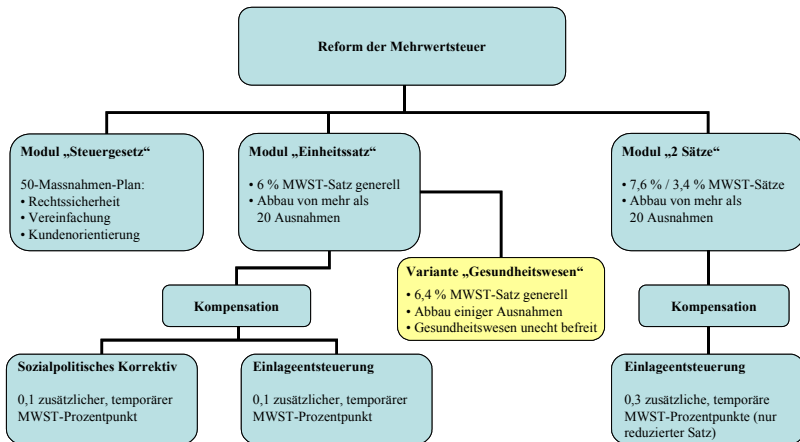 Reform der Mehrwertsteuer
Modul „Steuergesetz“
50-Massnahmen-Plan:
• Rechtssicherheit
• Vereinfachung
• Kundenorientierung
Modul „Einheitssatz“
• 6 % MWST-Satz generell
• Abbau von mehr als
20 Ausnahmen
Modul „2 Sätze“
• 7,6 % / 3,4 % MWST-Sätze
• Abbau von mehr als
20 Ausnahmen
Variante „Gesundheitswesen“
• 6,4 % MWST-Satz generell
• Abbau einiger Ausnahmen
• Gesundheitswesen unecht befreit
Kompensation
Kompensation
Sozialpolitisches Korrektiv
0,1 zusätzlicher, temporärer
MWST-Prozentpunkt
Einlageentsteuerung
0,1 zusätzlicher, temporärer
MWST-Prozentpunkt
Einlageentsteuerung
0,3 zusätzliche, temporäre
MWST-Prozentpunkte (nur
reduzierter Satz)